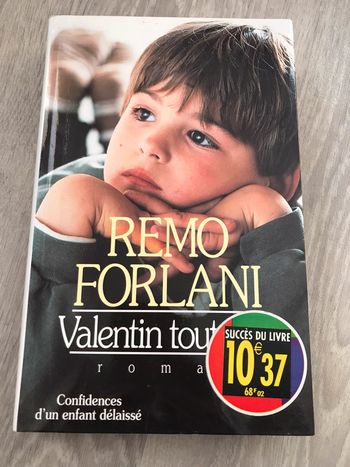 REMO
FORLANI
Valentin tout
roma
Confidences
d'un enfant délaissé
SUCCÈS DU LIVRE
10€37
68F02